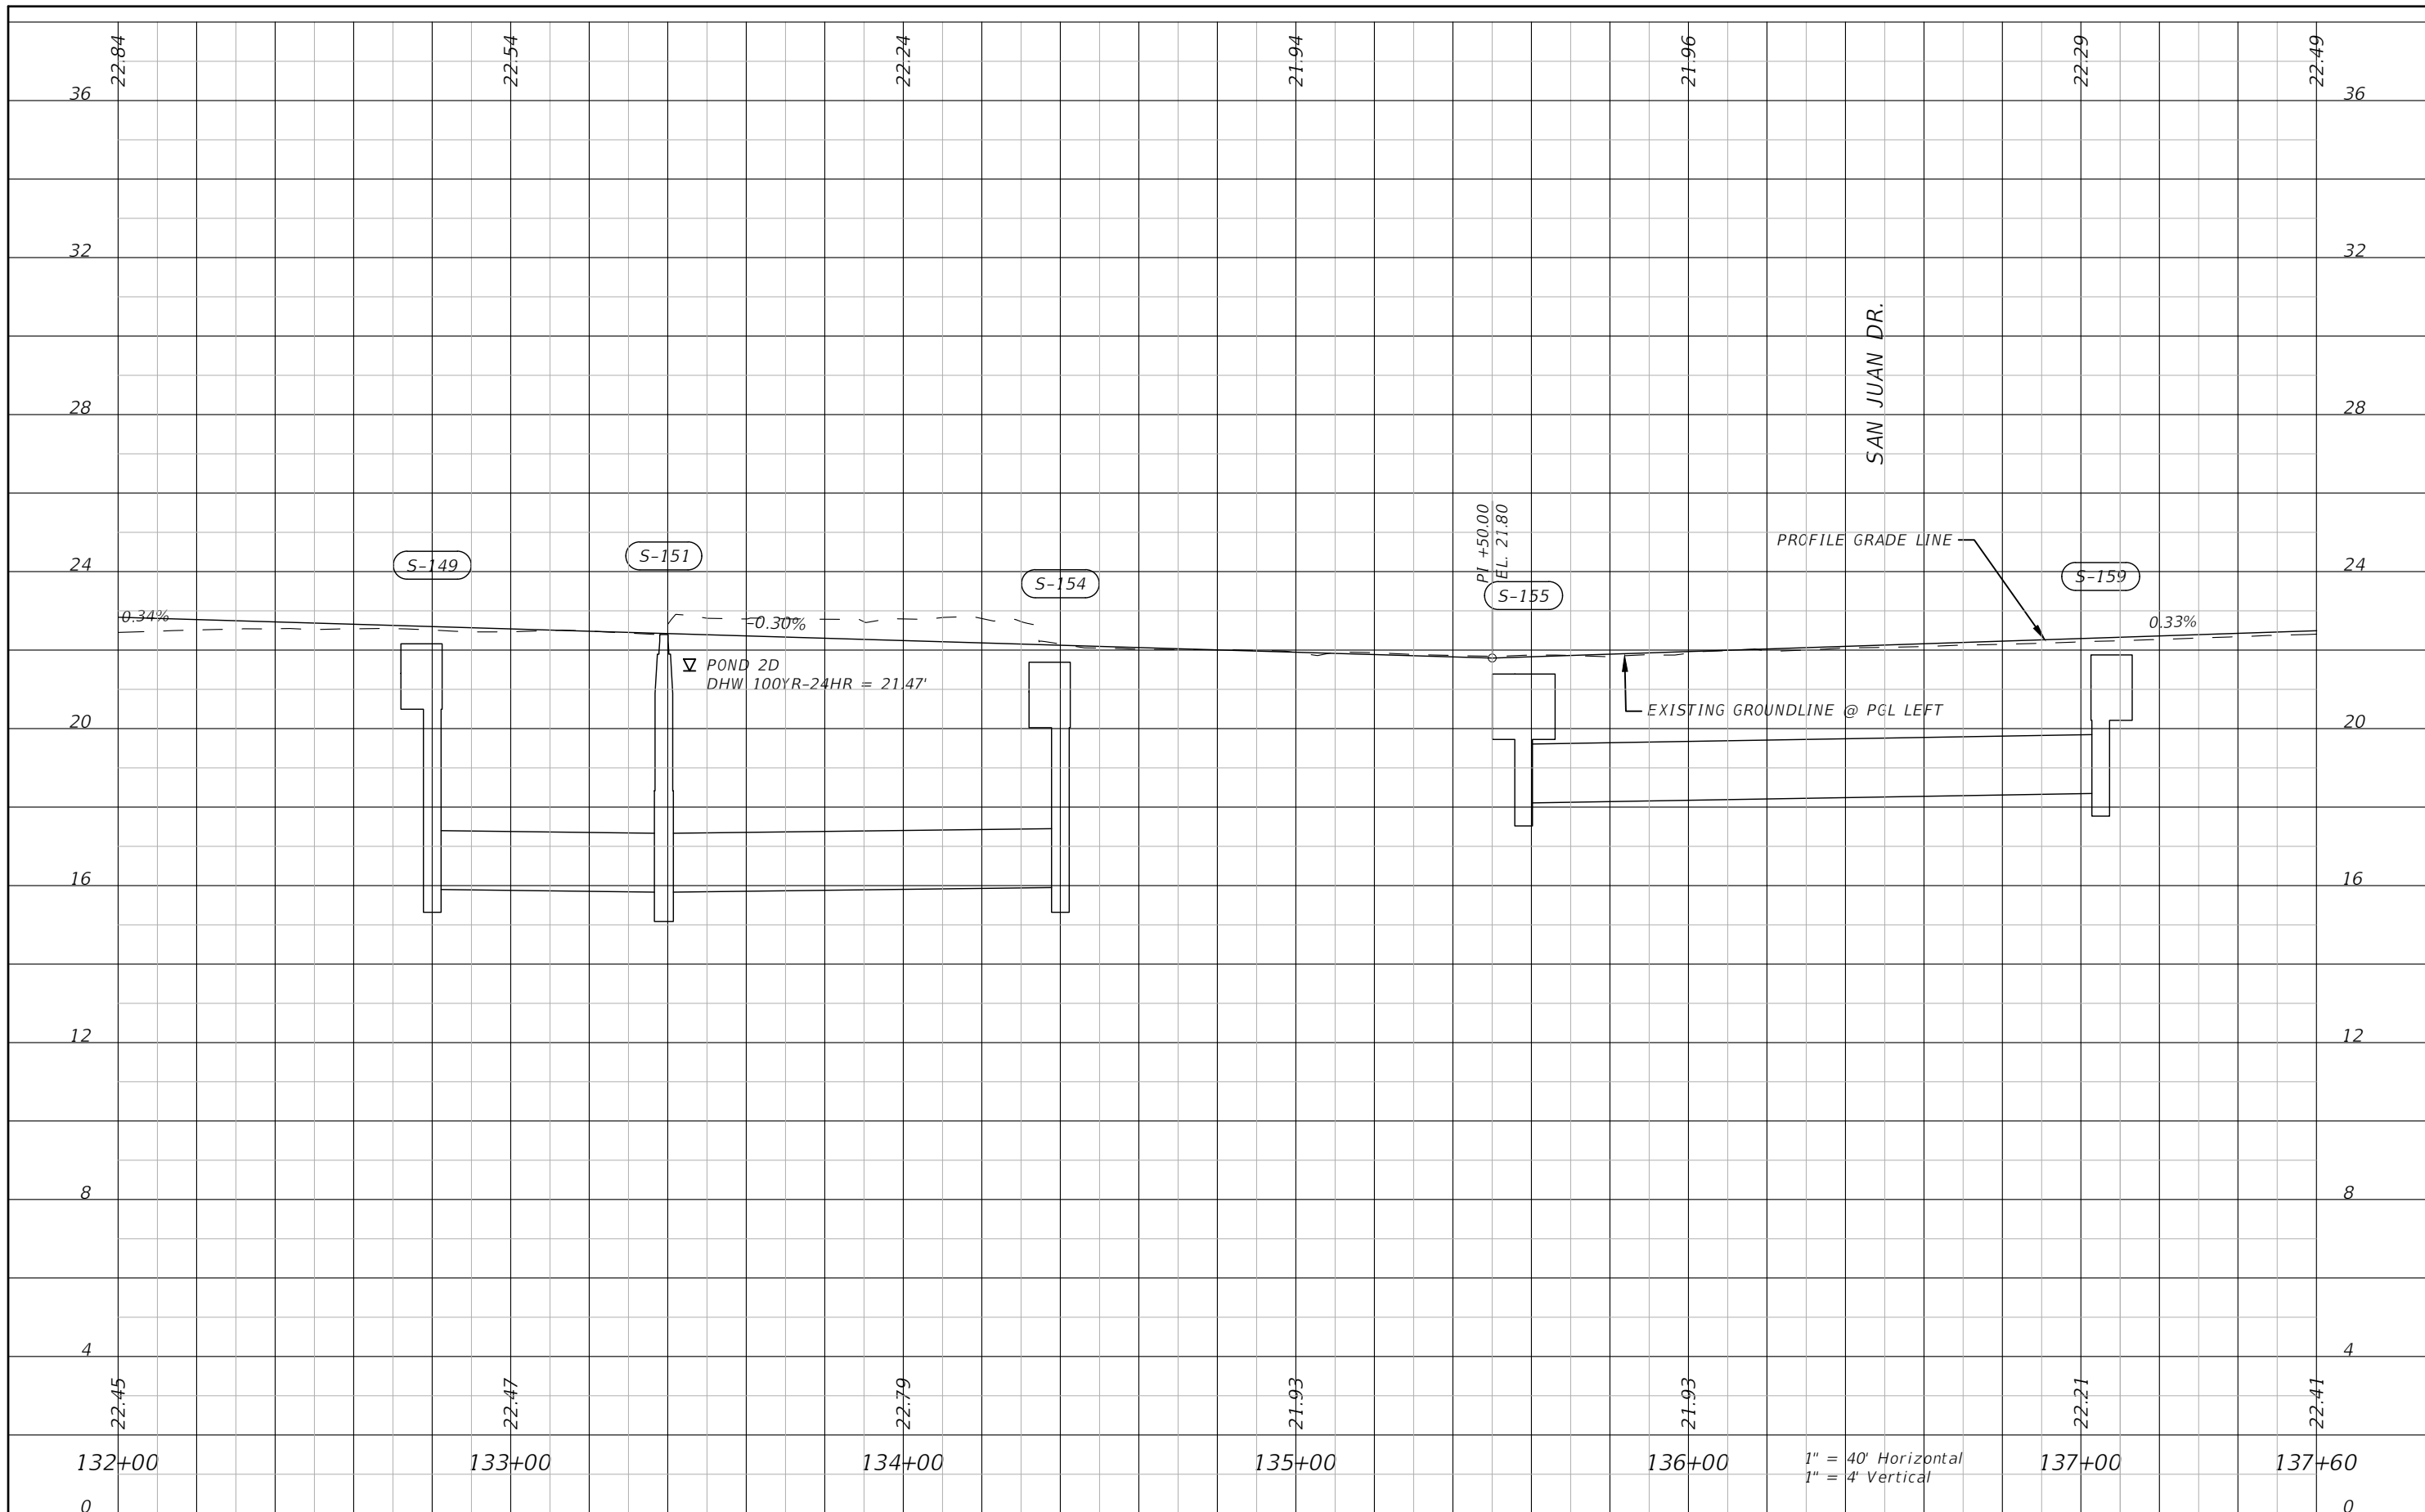 22.84 22.54 22.24 21.94 21.96 22.29 22.49
36 36
32 32
SAN JUAN DR.
28 28
PI +50.00
EL. 21.80
PROFILE GRADE LINE
24 24
S-149 S-151 S-154 S-155 S-159
0.34% -0.30% 0.33%
POND 2D
DHW 100YR-24HR = 21.47'
EXISTING GROUNDLINE @ PGL LEFT
20 20
16 16
12 12
8 8
4 4
22.45 22.47 22.79 21.93 21.93 22.21 22.41
132+00 133+00 134+00 135+00 136+00 137+00 137+60
1" = 40' Horizontal
1" = 4' Vertical
0 0